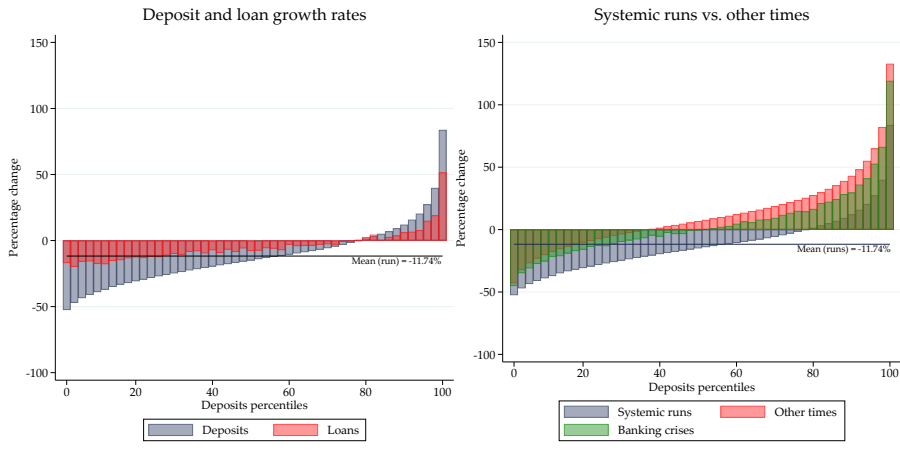 Deposit and loan growth rates
150
100
50
0
-50
-100
Percentage change
Mean (run) = -11.74%
0 20 40 60 80 100
Deposits percentiles
Deposits Loans
Systemic runs vs. other times
150
100
50
0
-50
-100
Percentage change
Mean (runs) = -11.74%
0 20 40 60 80 100
Deposits percentiles
Systemic runs Other times
Banking crises